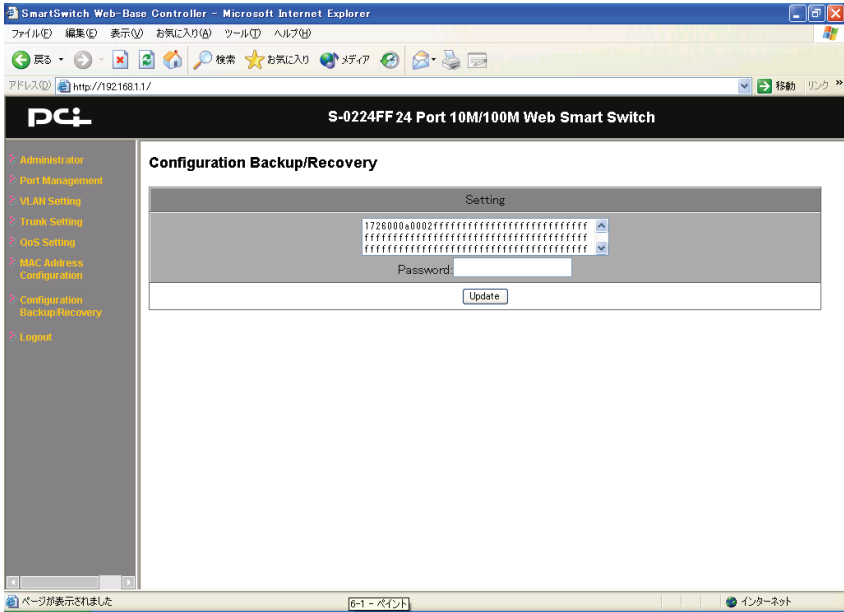 SmartSwitch Web-Base Controller - Microsoft Internet Explorer
ファイル(F) 編集(E) 表示(V) お気に入り(A) ツール(T) ヘルプ(H)
戻る 検索 お気に入り メディア
アドレス(D) http://192.168.1.1/ 移動 リンク »
PCi
S-0224FF 24 Port 10M/100M Web Smart Switch
Administrator
Port Management
VLAN Setting
Trunk Setting
QoS Setting
MAC Address
Configuration
Configuration
Backup/Recovery
Logout
Configuration Backup/Recovery
Setting
1726000a0002ffffffffffffffffffffffffffff
ffffffffffffffffffffffffffffffffffffffff
ffffffffffffffffffffffffffffffffffffffff
Password:
Update
ページが表示されました
6-1 - ペイント
インターネット